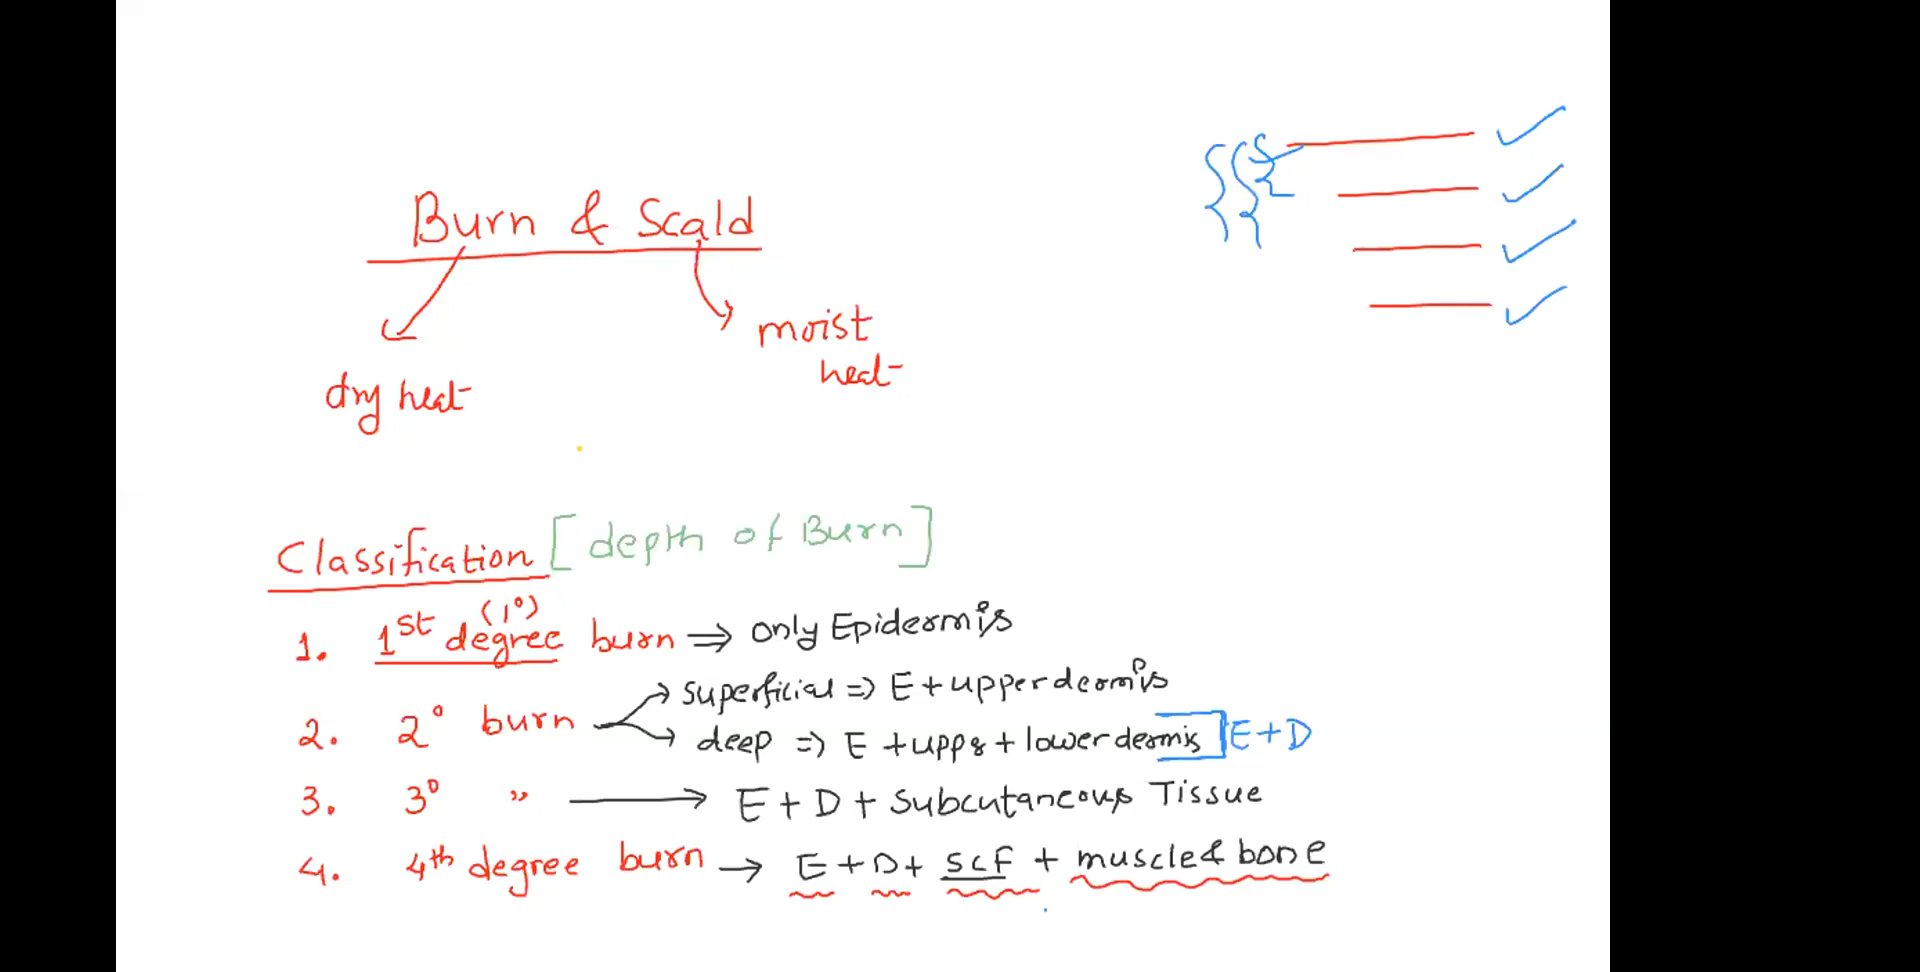 Burn & Scald
dry heat
moist
heat
Classification [depth of Burn]
(1°)
1. 1st degree burn ⇒ only Epidermis
2. 2° burn
superficial ⇒ E + upper dermis
deep ⇒ E + upper + lower dermis E + D
3. 3° " → E + D + Subcutaneous Tissue
4. 4th degree burn → E + D + SCF + muscle & bone